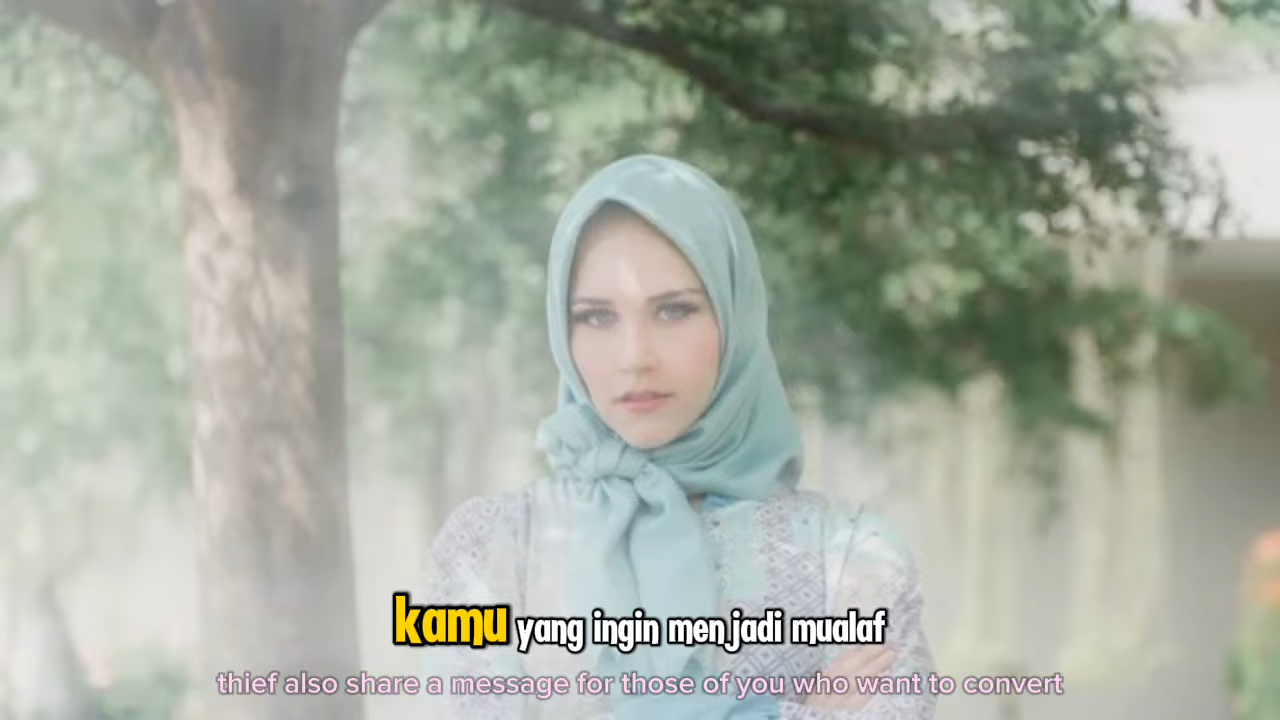 kamu yang ingin menjadi mualaf
thief also share a message for those of you who want to convert